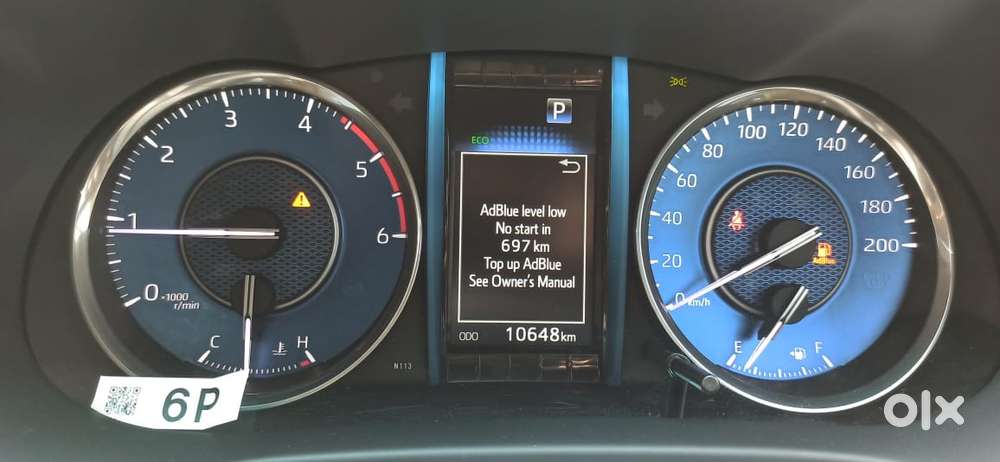 0
1
2
3
4
5
6
×1000
r/min
C
H
6P
P
ECO
AdBlue level low
No start in
697 km
Top up AdBlue
See Owner's Manual
ODO 10648km
N113
0
20
40
60
80
100
120
140
160
180
200
km/h
AdBlue
E
F
olx